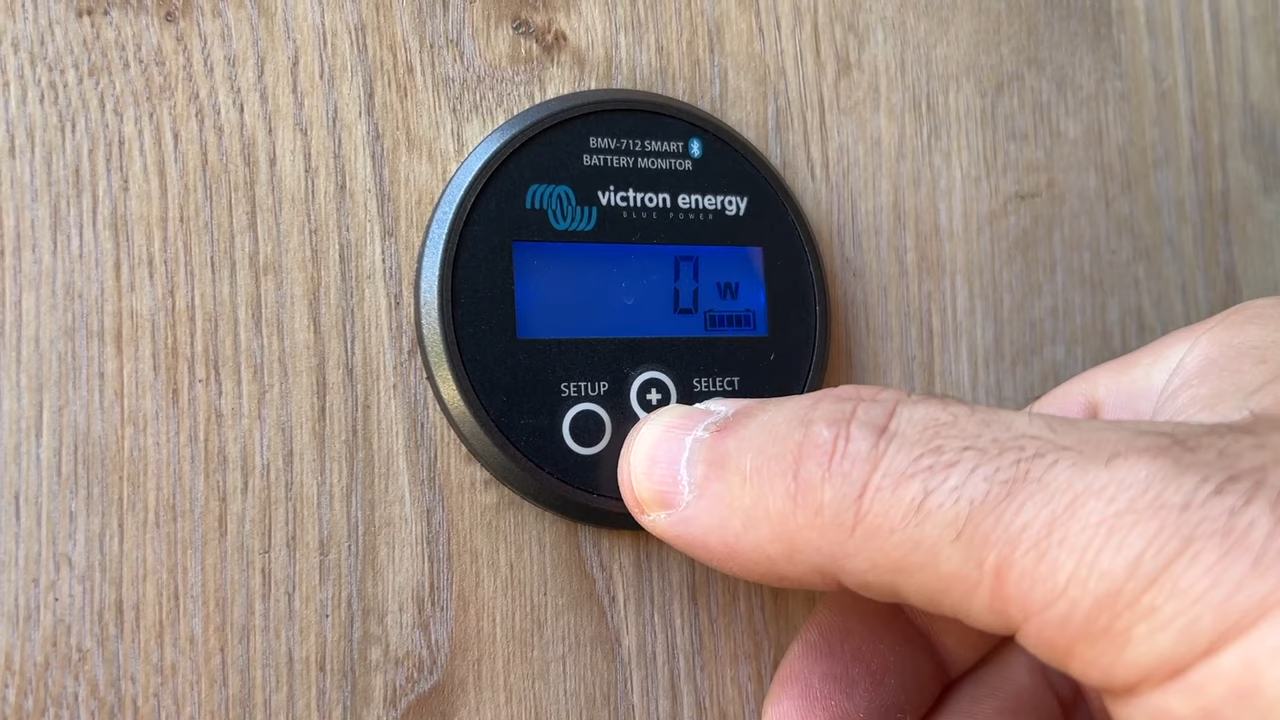 BMV-712 SMART
BATTERY MONITOR
victron energy
BLUE POWER
0 W
SETUP
+
SELECT